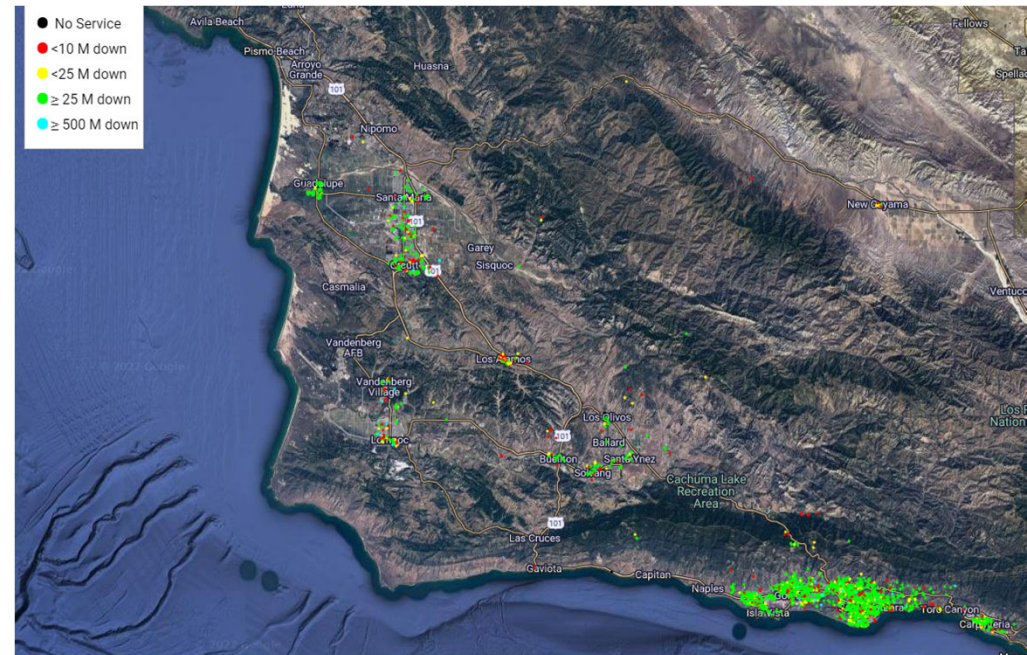 No Service
<10 M down
<25 M down
≥ 25 M down
≥ 500 M down
Avila Beach
Pismo Beach
Arroyo
Grande
Huasna
Fellows
101
Nipomo
Guadalupe
Santa Maria
101
New Cuyama
Garey
Orcutt
101
Sisquoc
Casmalia
Vandenberg
AFB
Los Alamos
Vandenberg
Village
Los Olivos
Lompoc
101
Ballard
Buellton
Santa Ynez
Solvang
Cachuma Lake
Recreation
Area
101
Las Cruces
Gaviota
Capitan
Naples
Isla Vista
Toro Canyon
Carpinteria